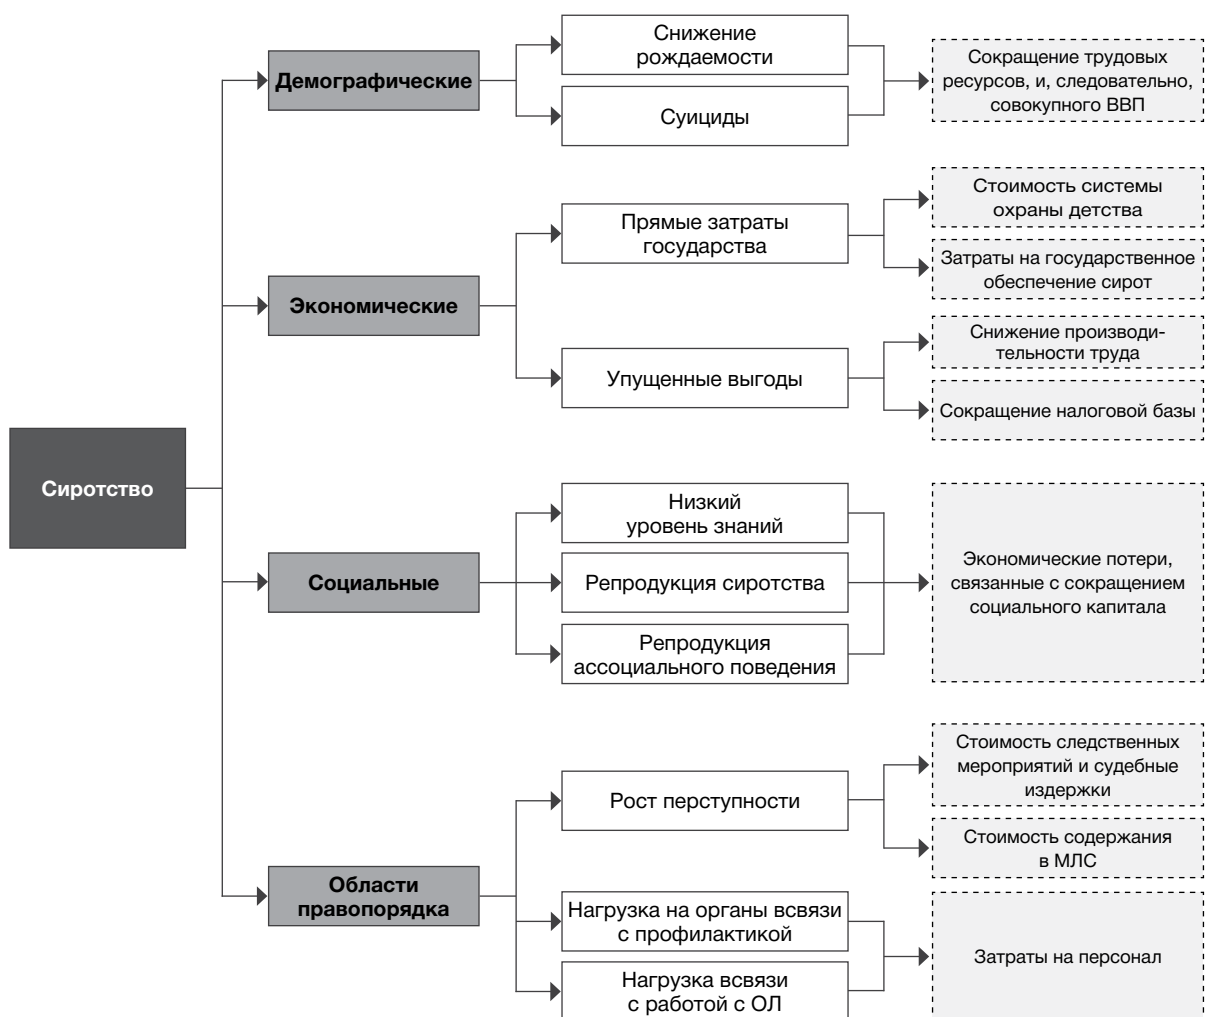 Сиротство
Демографические
Снижение
рождаемости
Суициды
Сокращение трудовых
ресурсов, и, следовательно,
совокупного ВВП
Экономические
Прямые затраты
государства
Стоимость системы
охраны детства
Затраты на государственное
обеспечение сирот
Упущенные выгоды
Снижение производи-
тельности труда
Сокращение налоговой базы
Социальные
Низкий
уровень знаний
Репродукция сиротства
Репродукция
ассоциального поведения
Экономические потери,
связанные с сокращением
социального капитала
Области
правопорядка
Рост перступности
Стоимость следственных
мероприятий и судебные
издержки
Стоимость содержания
в МЛС
Нагрузка на органы всвязи
с профилактикой
Нагрузка всвязи
с работой с ОЛ
Затраты на персонал